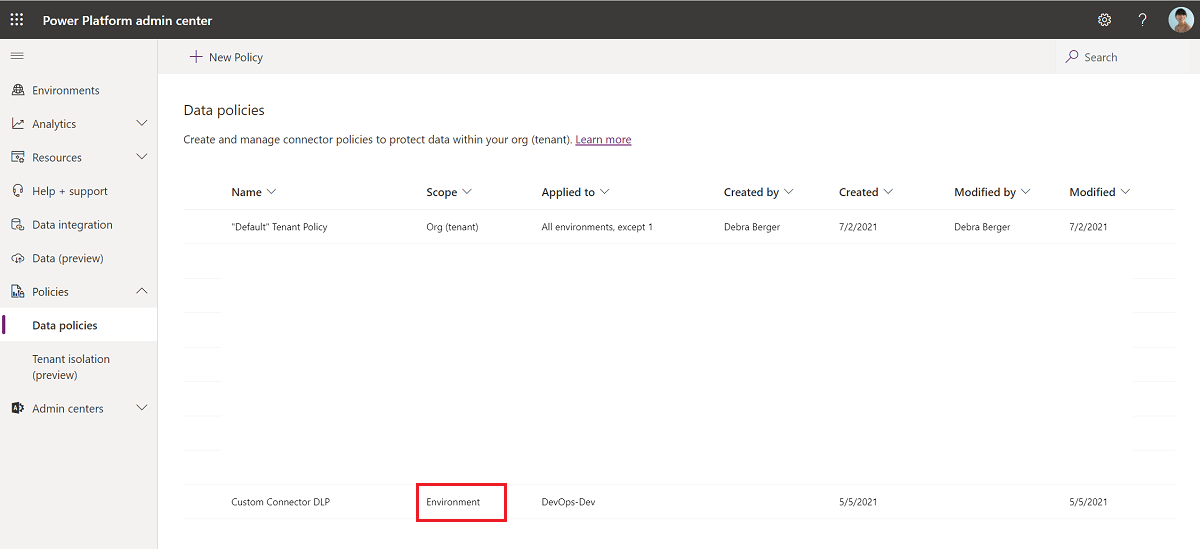 Power Platform admin center
?
New Policy
Search
Environments
Analytics
Resources
Help + support
Data integration
Data (preview)
Policies
Data policies
Tenant isolation
(preview)
Admin centers
Data policies
Create and manage connector policies to protect data within your org (tenant). Learn more
Name Scope Applied to Created by Created Modified by Modified
"Default" Tenant Policy Org (tenant) All environments, except 1 Debra Berger 7/2/2021 Debra Berger 7/2/2021
Custom Connector DLP Environment DevOps-Dev 5/5/2021 5/5/2021